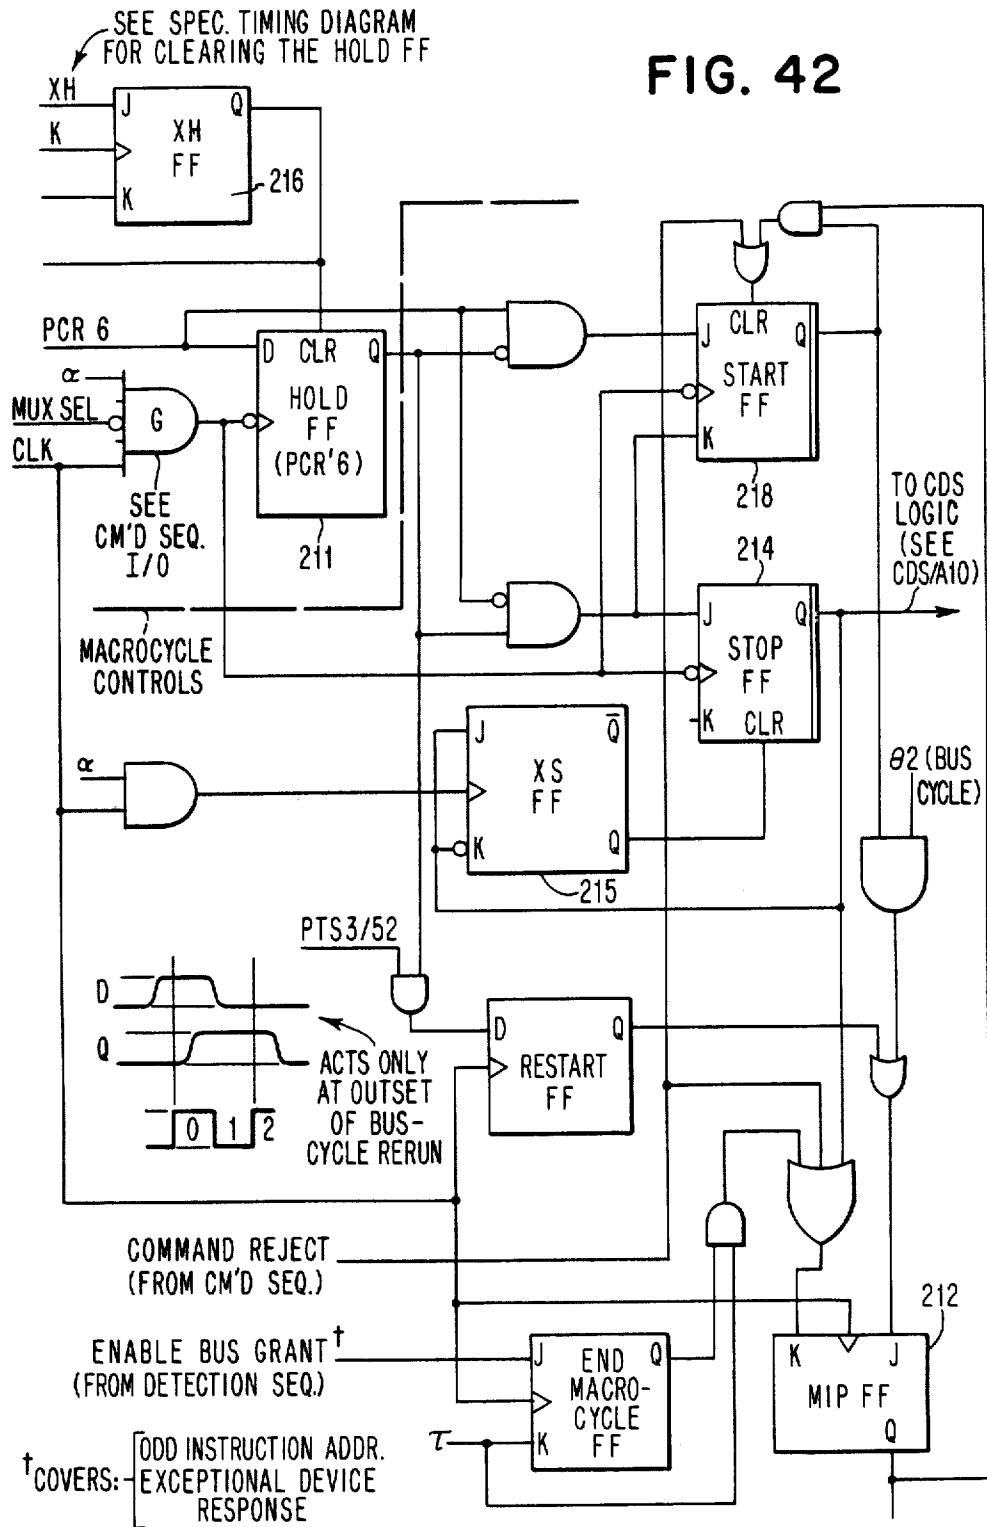 SEE SPEC. TIMING DIAGRAM
FOR CLEARING THE HOLD FF
FIG. 42
XH
J
Q
K
XH
FF
K
216
PCR 6
D
CLR
Q
HOLD
FF
(PCR'6)
211
α
MUX SEL
CLK
G
SEE
CM'D SEQ.
I/O
MACROCYCLE
CONTROLS
J
CLR
Q
START
FF
K
218
214
J
Q
STOP
FF
K
CLR
TO CDS
LOGIC
(SEE
CDS/A10)
J
Q̅
XS
FF
K
Q
215
α
θ2 (BUS
CYCLE)
PTS3/52
D
Q
0
1
2
ACTS ONLY
AT OUTSET
OF BUS-
CYCLE RERUN
D
Q
RESTART
FF
COMMAND REJECT
(FROM CM'D SEQ.)
ENABLE BUS GRANT†
(FROM DETECTION SEQ.)
J
Q
END
MACRO-
CYCLE
FF
K
τ
212
K
J
MIP FF
Q
†COVERS:
ODD INSTRUCTION ADDR.
EXCEPTIONAL DEVICE
RESPONSE